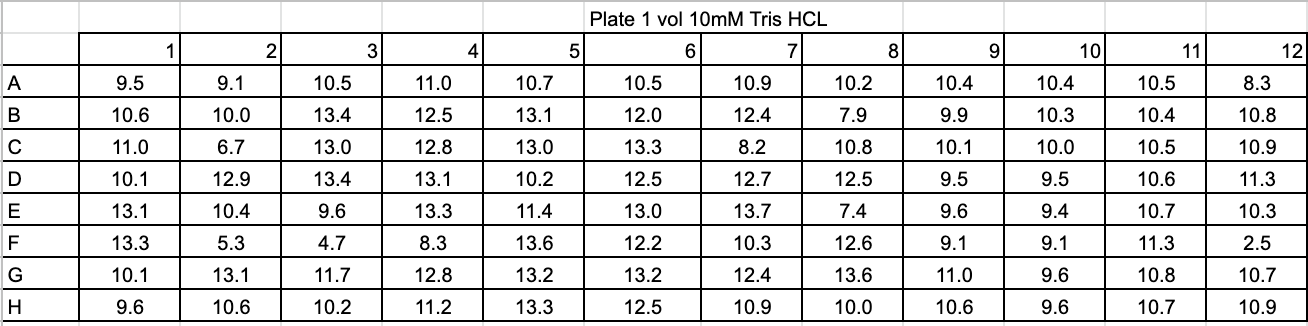 Plate 1 vol 10mM Tris HCL
1 2 3 4 5 6 7 8 9 10 11 12
A 9.5 9.1 10.5 11.0 10.7 10.5 10.9 10.2 10.4 10.4 10.5 8.3
B 10.6 10.0 13.4 12.5 13.1 12.0 12.4 7.9 9.9 10.3 10.4 10.8
C 11.0 6.7 13.0 12.8 13.0 13.3 8.2 10.8 10.1 10.0 10.5 10.9
D 10.1 12.9 13.4 13.1 10.2 12.5 12.7 12.5 9.5 9.5 10.6 11.3
E 13.1 10.4 9.6 13.3 11.4 13.0 13.7 7.4 9.6 9.4 10.7 10.3
F 13.3 5.3 4.7 8.3 13.6 12.2 10.3 12.6 9.1 9.1 11.3 2.5
G 10.1 13.1 11.7 12.8 13.2 13.2 12.4 13.6 11.0 9.6 10.8 10.7
H 9.6 10.6 10.2 11.2 13.3 12.5 10.9 10.0 10.6 9.6 10.7 10.9